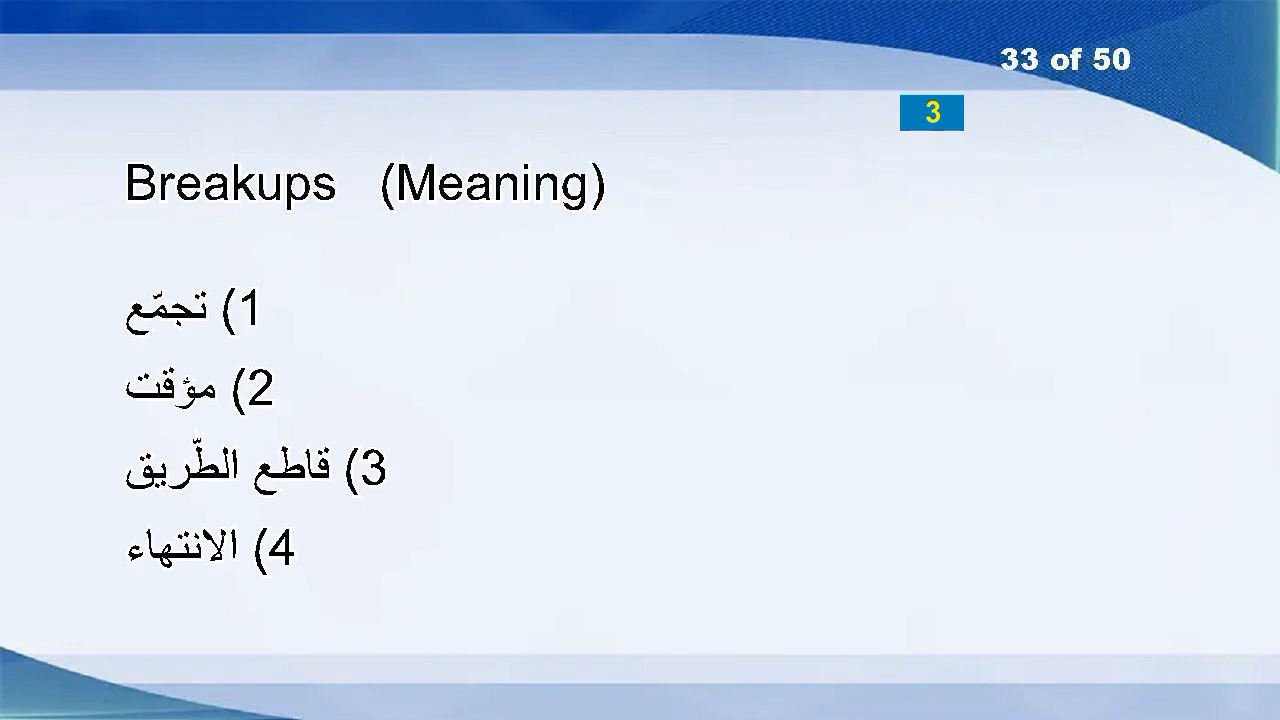 33 of 50
3
Breakups (Meaning)
1) تجمّع
2) مؤقت
3) قاطع الطّريق
4) الانتهاء